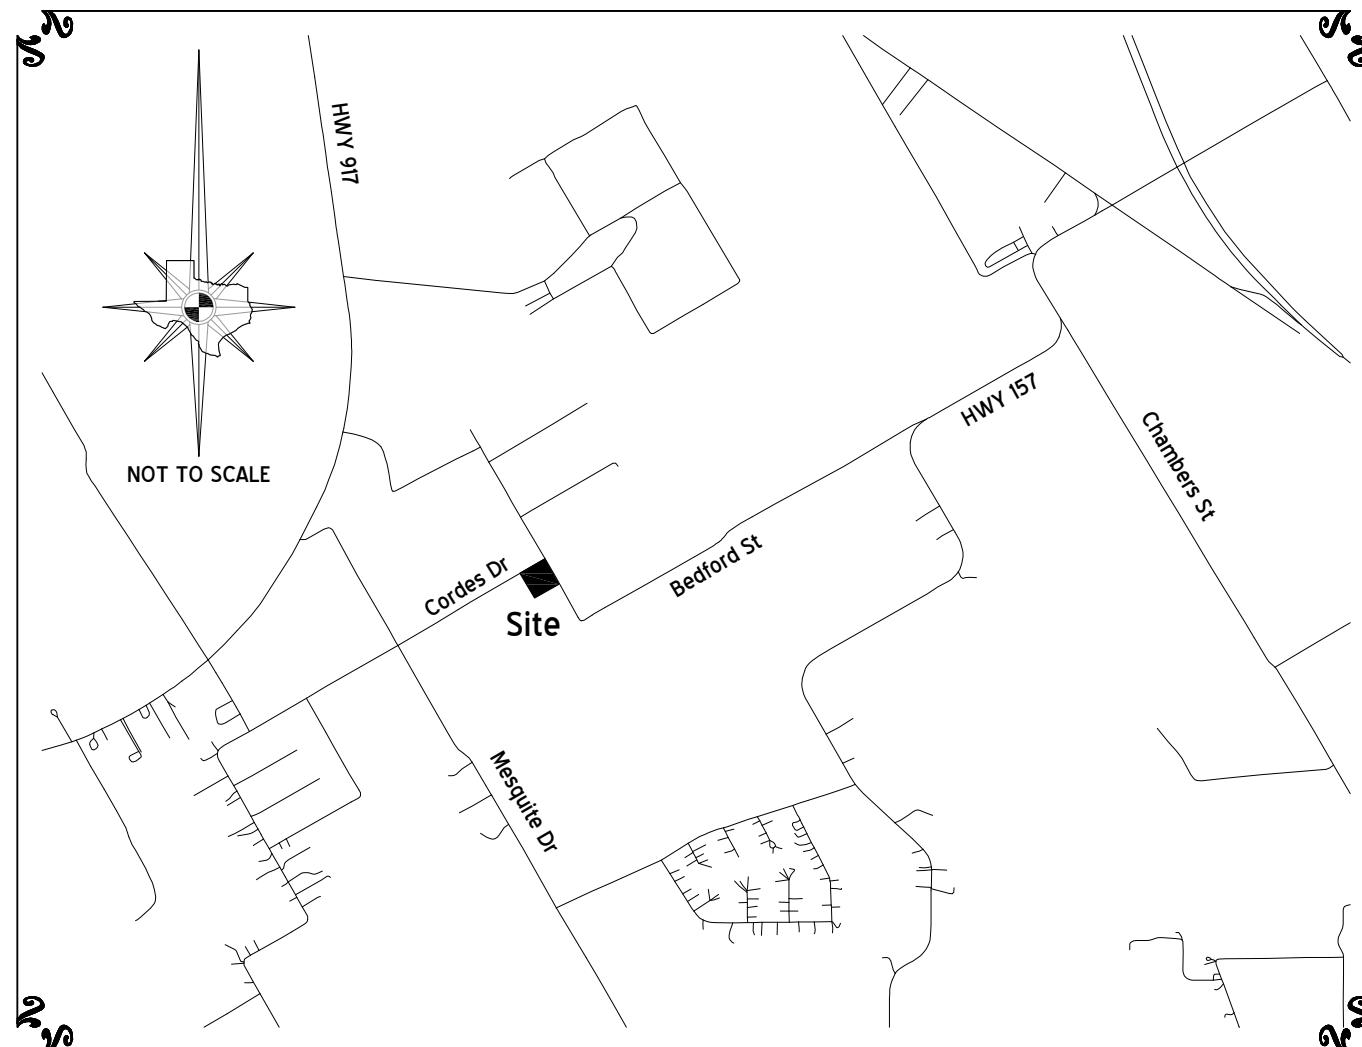 HWY 917
NOT TO SCALE
HWY 157
Chambers St
Bedford St
Cordes Dr
Site
Mesquite Dr